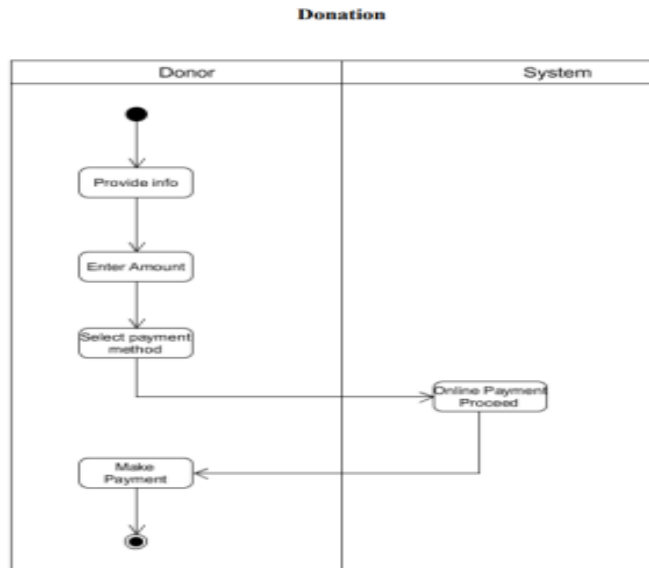 Donation
Donor
System
Provide info
Enter Amount
Select payment
method
Online Payment
Proceed
Make
Payment